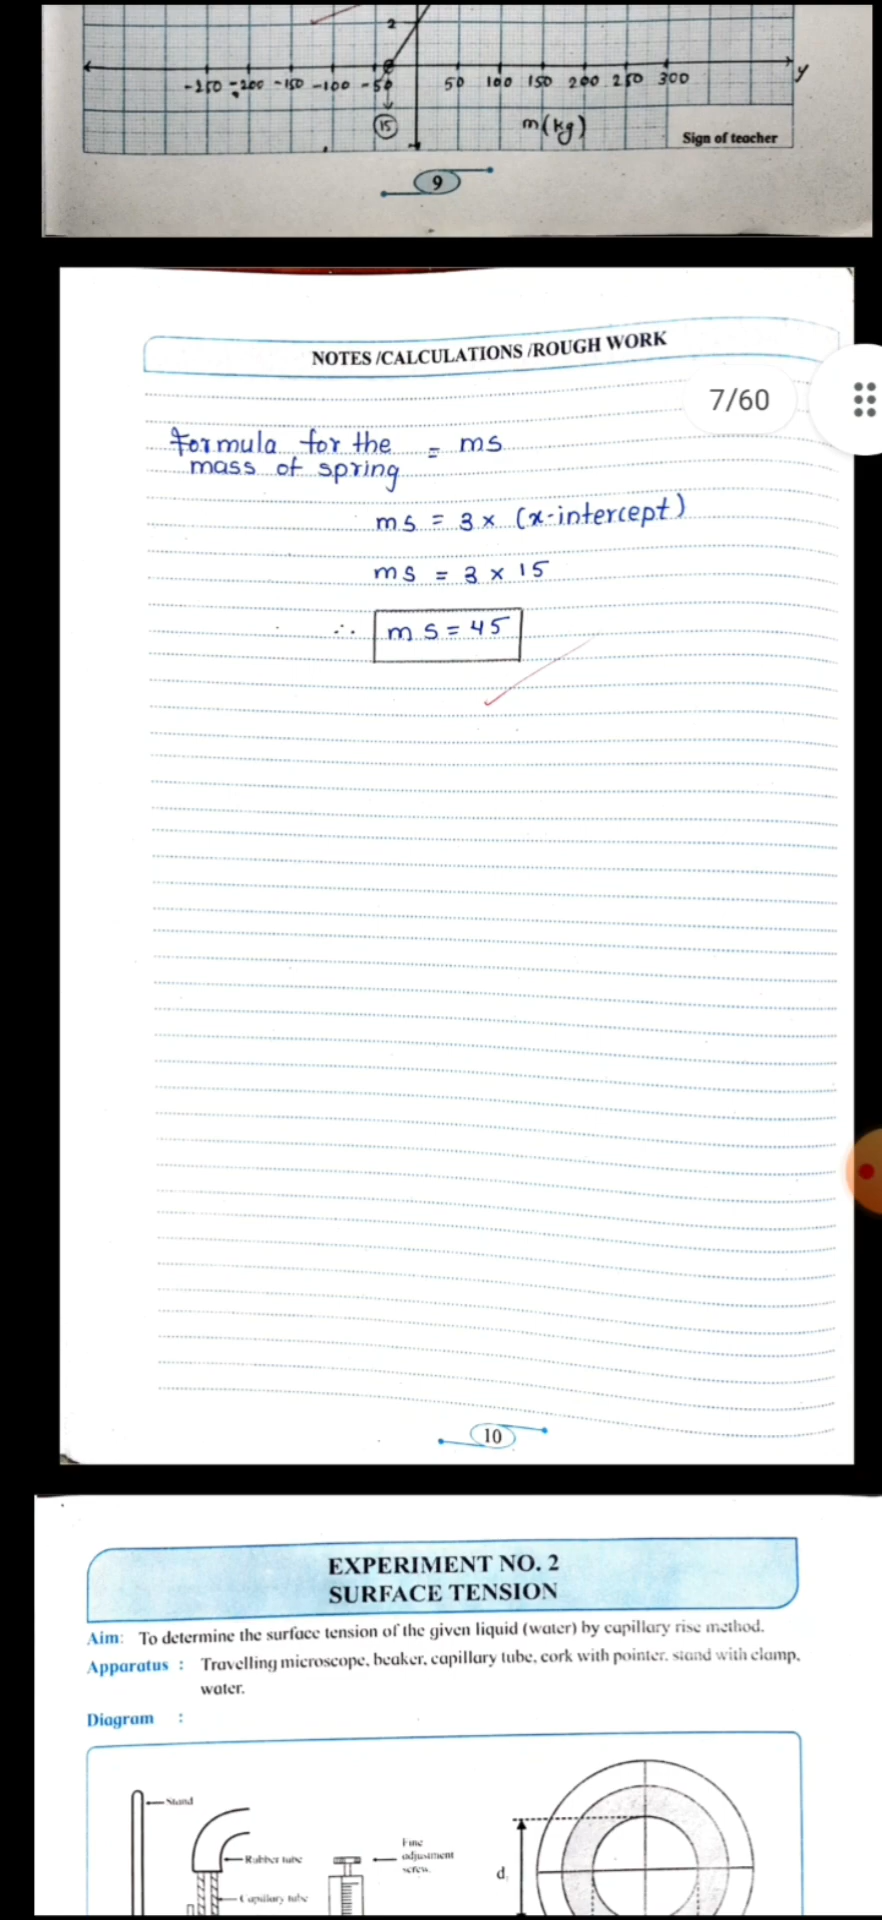 2
-250 -200 -150 -100 -50 50 100 150 200 250 300 y
15 m(kg)
Sign of teacher
9
NOTES /CALCULATIONS /ROUGH WORK
7/60
Formula for the = ms
mass of spring
ms = 3 × (x-intercept)
ms = 3 × 15
∴ ms = 45
10
EXPERIMENT NO. 2
SURFACE TENSION
Aim: To determine the surface tension of the given liquid (water) by capillary rise method.
Apparatus : Travelling microscope, beaker, capillary tube, cork with pointer, stand with clamp,
water.
Diagram :
Stand
Rubber tube
Fine
adjustment
screw
Capillary tube
d